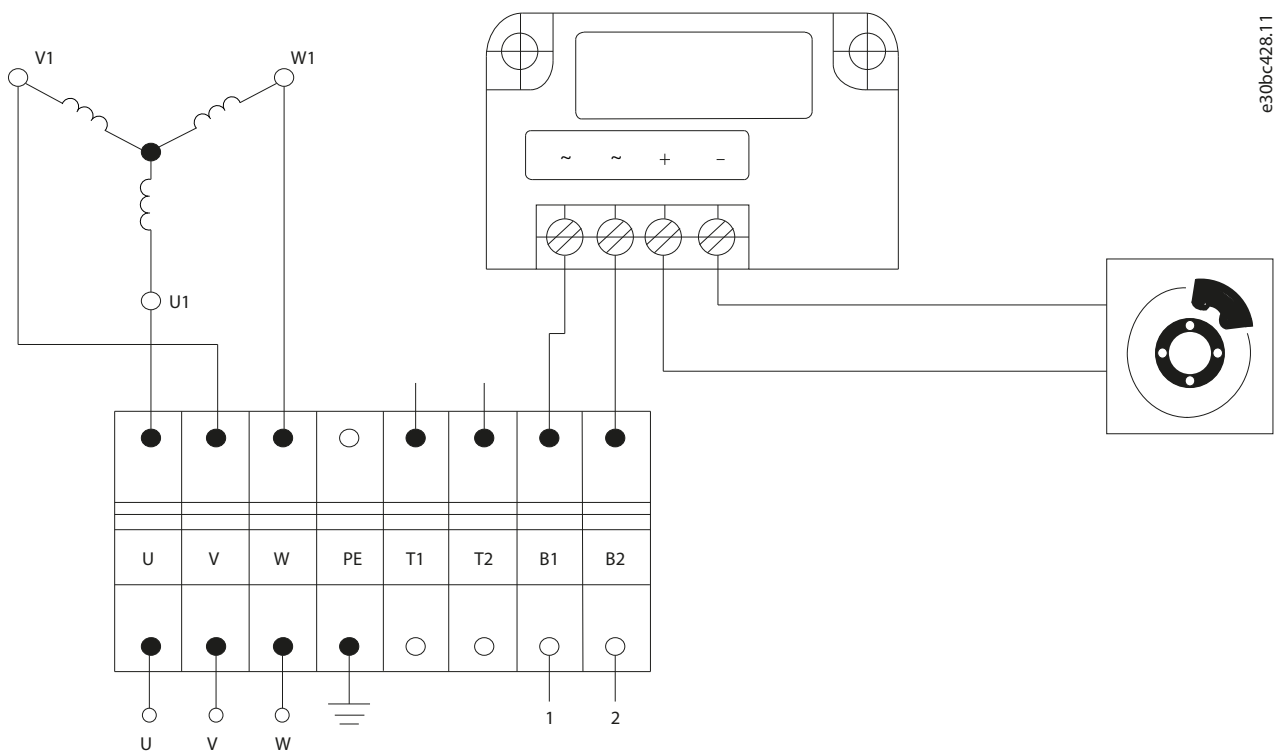 e30bc428.11
V1 W1
~ ~ + –
U1
U V W PE T1 T2 B1 B2
1 2
U V W